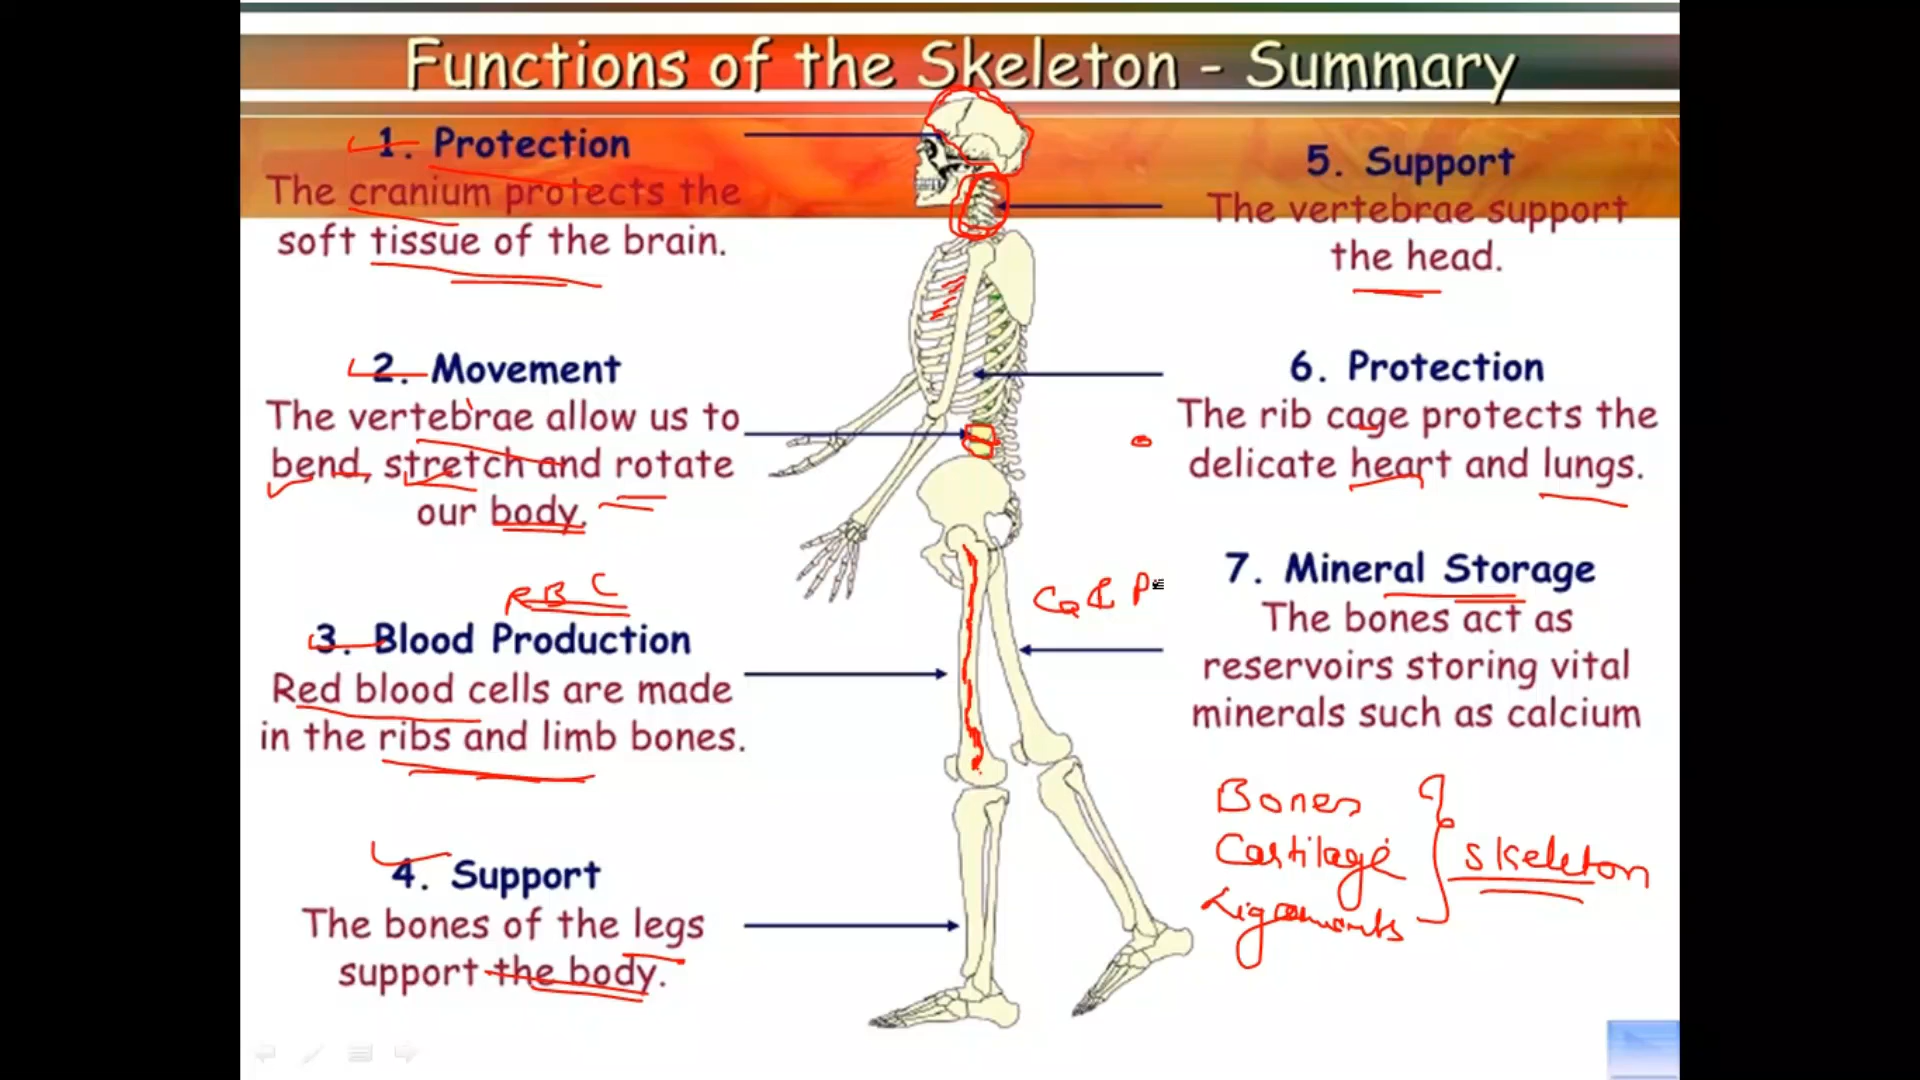 Functions of the Skeleton - Summary
1. Protection
The cranium protects the
soft tissue of the brain.
2. Movement
The vertebrae allow us to
bend, stretch and rotate
our body.
RBC
3. Blood Production
Red blood cells are made
in the ribs and limb bones.
4. Support
The bones of the legs
support the body.
5. Support
The vertebrae support
the head.
6. Protection
The rib cage protects the
delicate heart and lungs.
Ca & P
7. Mineral Storage
The bones act as
reservoirs storing vital
minerals such as calcium
Bones
Cartilage
Ligaments
skeleton